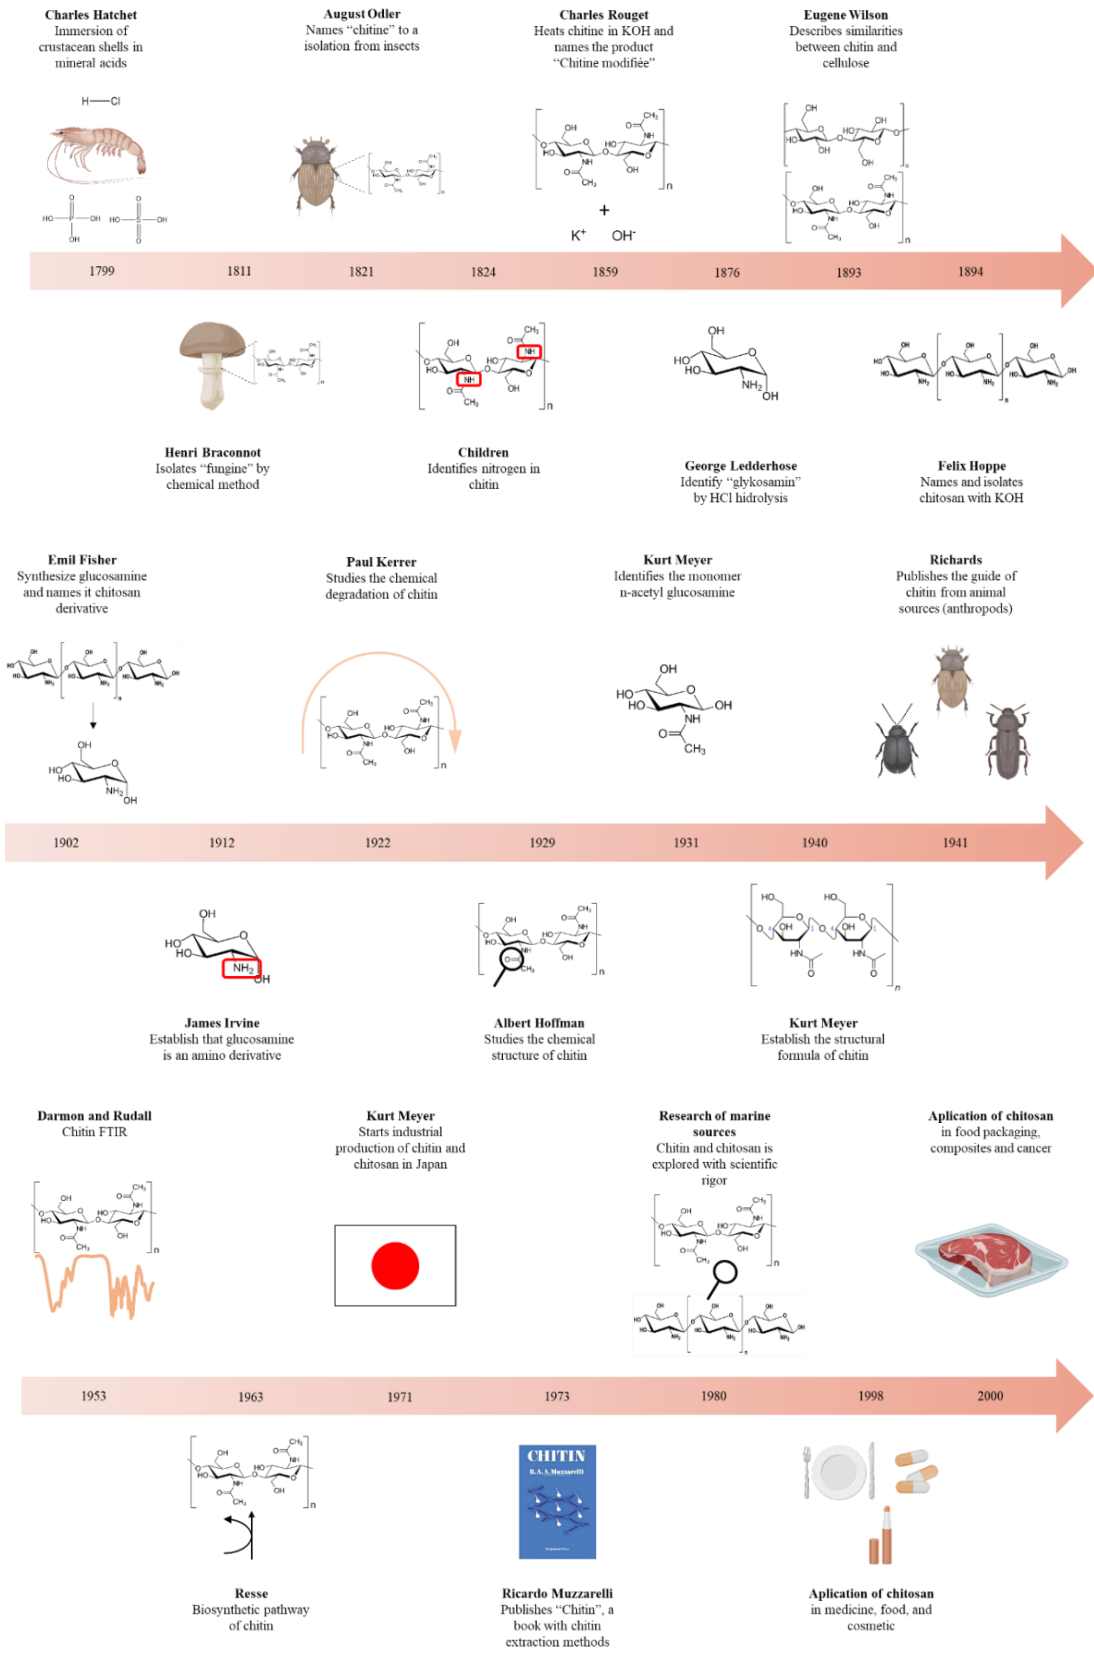 Charles Hatchet
Immersion of
crustacean shells in
mineral acids
August Odler
Names “chitine” to a
isolation from insects
Charles Rouget
Heats chitine in KOH and
names the product
“Chitine modifiée”
Eugene Wilson
Describes similarities
between chitin and
cellulose
H—Cl
+
K⁺ OH⁻
1799 1811 1821 1824 1859 1876 1893 1894
Henri Braconnot
Isolates “fungine” by
chemical method
Children
Identifies nitrogen in
chitin
George Ledderhose
Identify “glykosamin”
by HCl hidrolysis
Felix Hoppe
Names and isolates
chitosan with KOH
Emil Fisher
Synthesize glucosamine
and names it chitosan
derivative
Paul Kerrer
Studies the chemical
degradation of chitin
Kurt Meyer
Identifies the monomer
n-acetyl glucosamine
Richards
Publishes the guide of
chitin from animal
sources (anthropods)
1902 1912 1922 1929 1931 1940 1941
James Irvine
Establish that glucosamine
is an amino derivative
Albert Hoffman
Studies the chemical
structure of chitin
Kurt Meyer
Establish the structural
formula of chitin
Darmon and Rudall
Chitin FTIR
Kurt Meyer
Starts industrial
production of chitin and
chitosan in Japan
Research of marine
sources
Chitin and chitosan is
explored with scientific
rigor
Aplication of chitosan
in food packaging,
composites and cancer
1953 1963 1971 1973 1980 1998 2000
CHITIN
R.A.A.Muzzarelli
Resse
Biosynthetic pathway
of chitin
Ricardo Muzzarelli
Publishes “Chitin”, a
book with chitin
extraction methods
Aplication of chitosan
in medicine, food, and
cosmetic